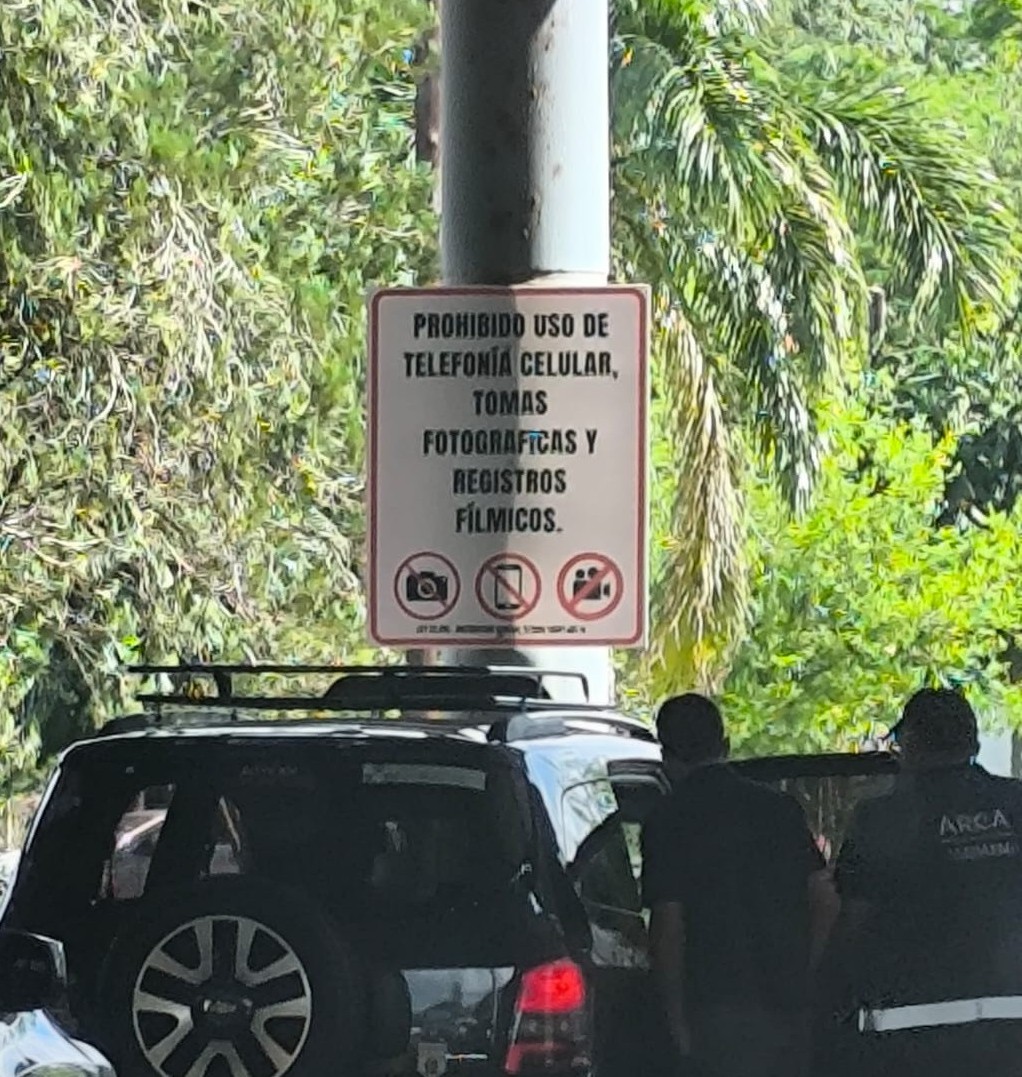 PROHIBIDO USO DE
TELEFONÍA CELULAR,
TOMAS
FOTOGRAFICAS Y
REGISTROS
FÍLMICOS.
ARCA